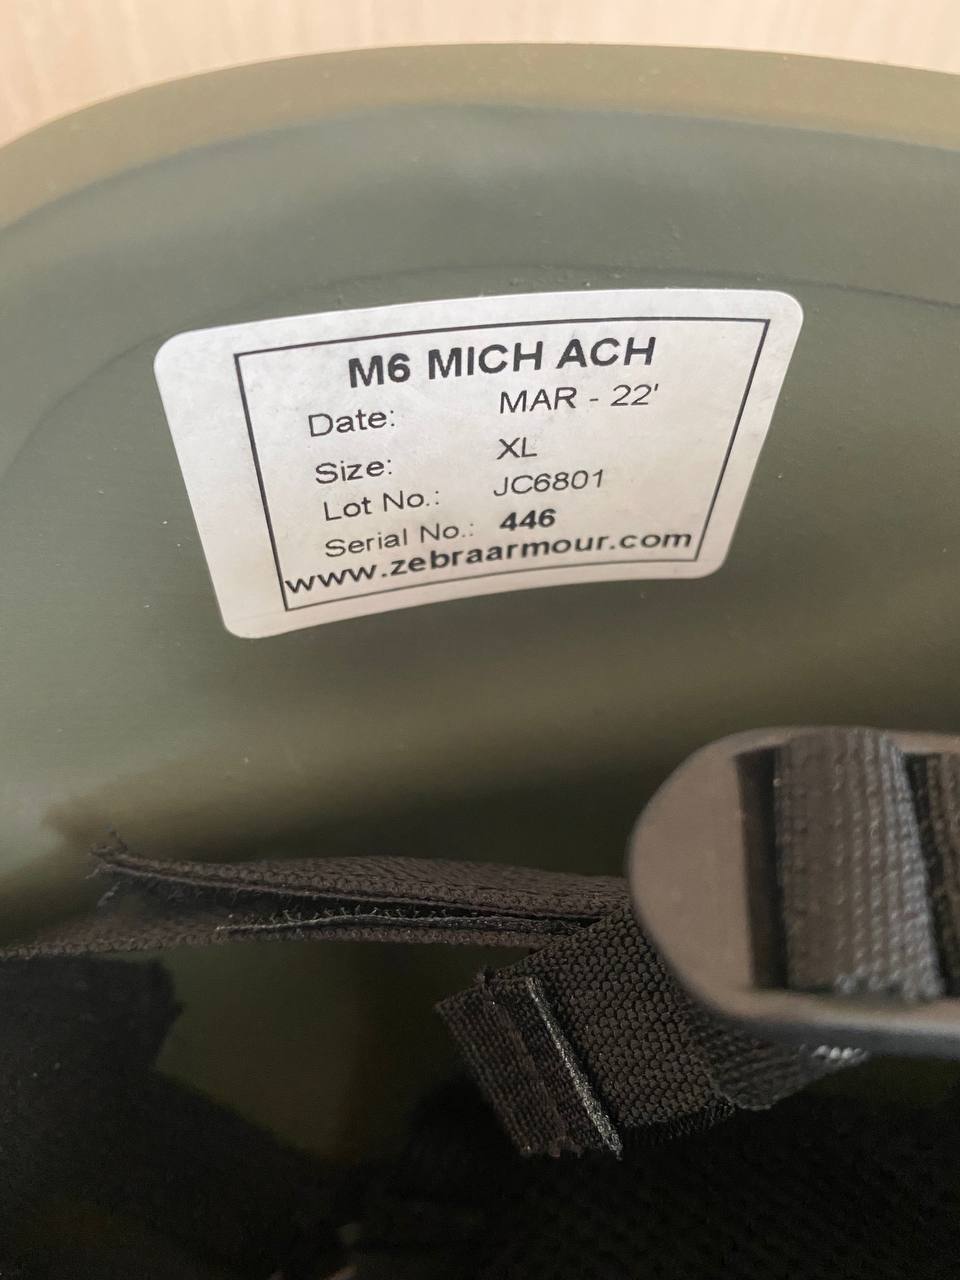 M6 MICH ACH
Date: MAR - 22'
Size: XL
Lot No.: JC6801
Serial No.: 446
www.zebraarmour.com